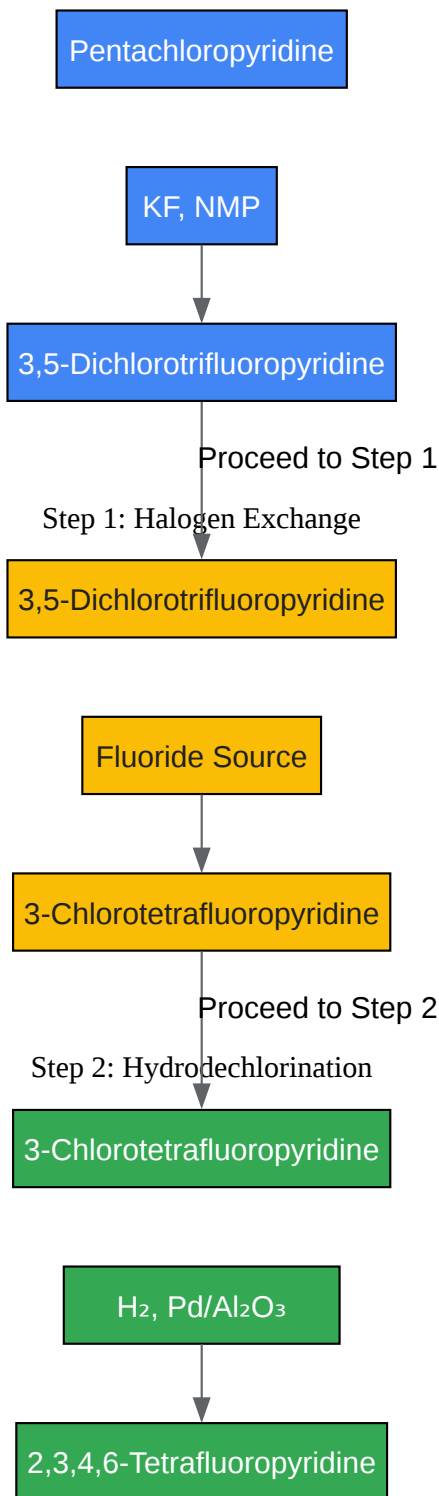 Pentachloropyridine
KF, NMP
3,5-Dichlorotrifluoropyridine
Proceed to Step 1
Step 1: Halogen Exchange
3,5-Dichlorotrifluoropyridine
Fluoride Source
3-Chlorotetrafluoropyridine
Proceed to Step 2
Step 2: Hydrodechlorination
3-Chlorotetrafluoropyridine
H₂, Pd/Al₂O₃
2,3,4,6-Tetrafluoropyridine